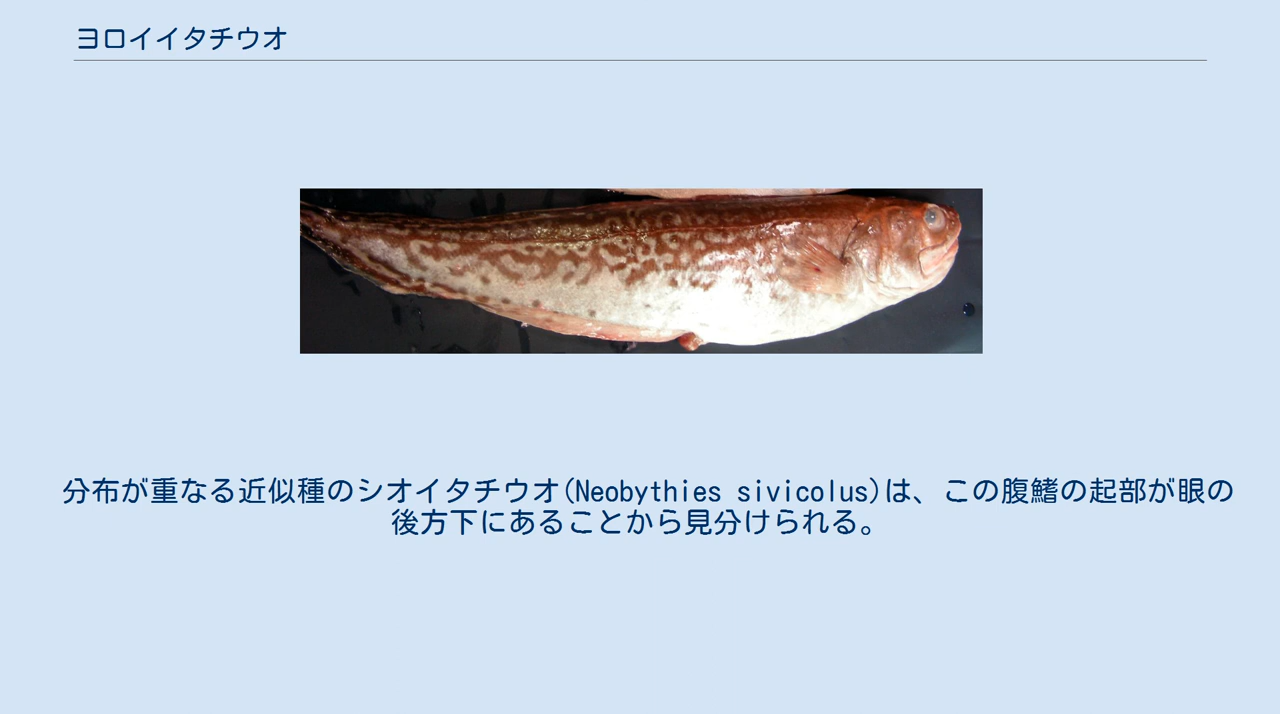 ヨロイイタチウオ
分布が重なる近似種のシオイタチウオ(Neobythies sivicolus)は、この腹鰭の起部が眼の
後方下にあることから見分けられる。